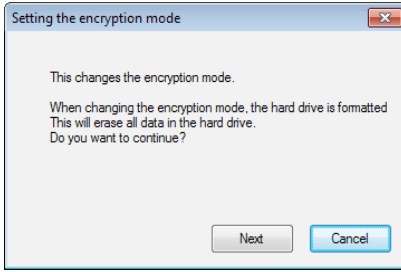 Setting the encryption mode
This changes the encryption mode.
When changing the encryption mode, the hard drive is formatted
This will erase all data in the hard drive.
Do you want to continue?
Next
Cancel